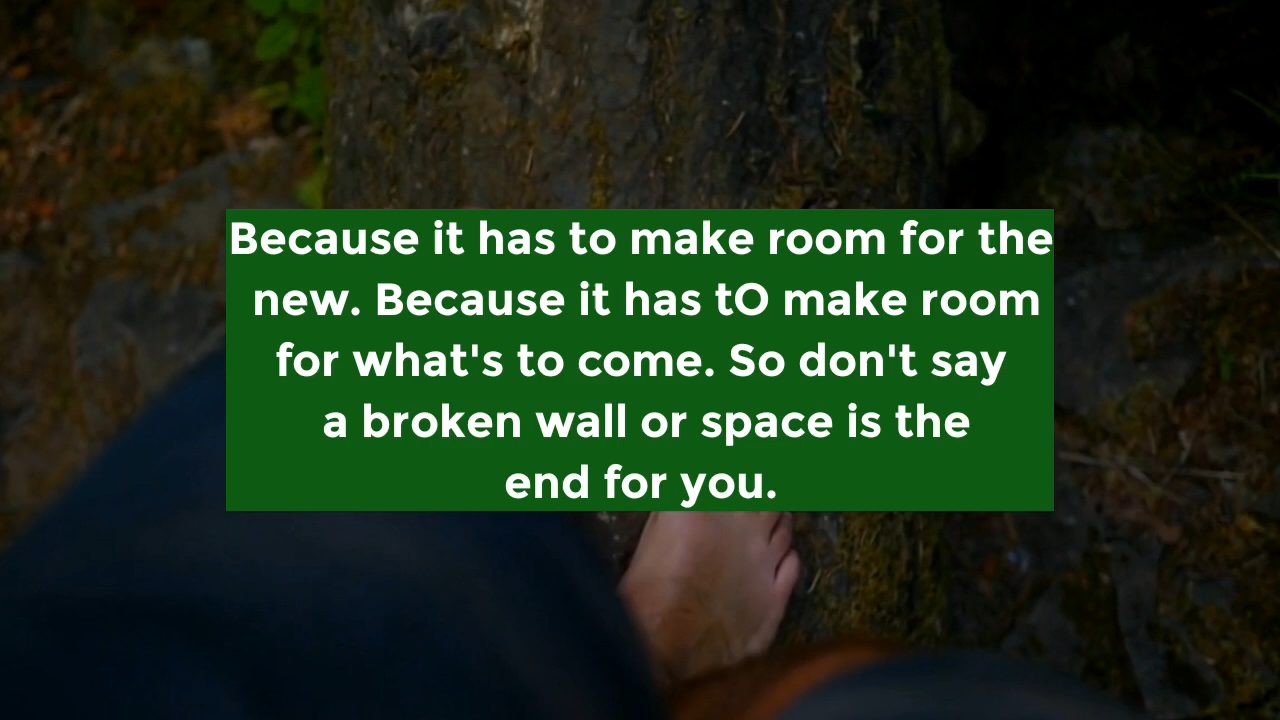 Because it has to make room for the
new. Because it has tO make room
for what's to come. So don't say
a broken wall or space is the
end for you.